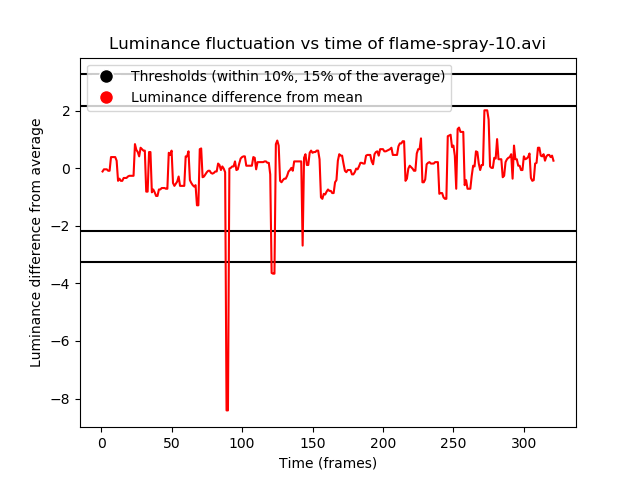 Luminance fluctuation vs time of flame-spray-10.avi
Thresholds (within 10%, 15% of the average)
Luminance difference from mean
Luminance difference from average
2
0
−2
−4
−6
−8
0 50 100 150 200 250 300
Time (frames)